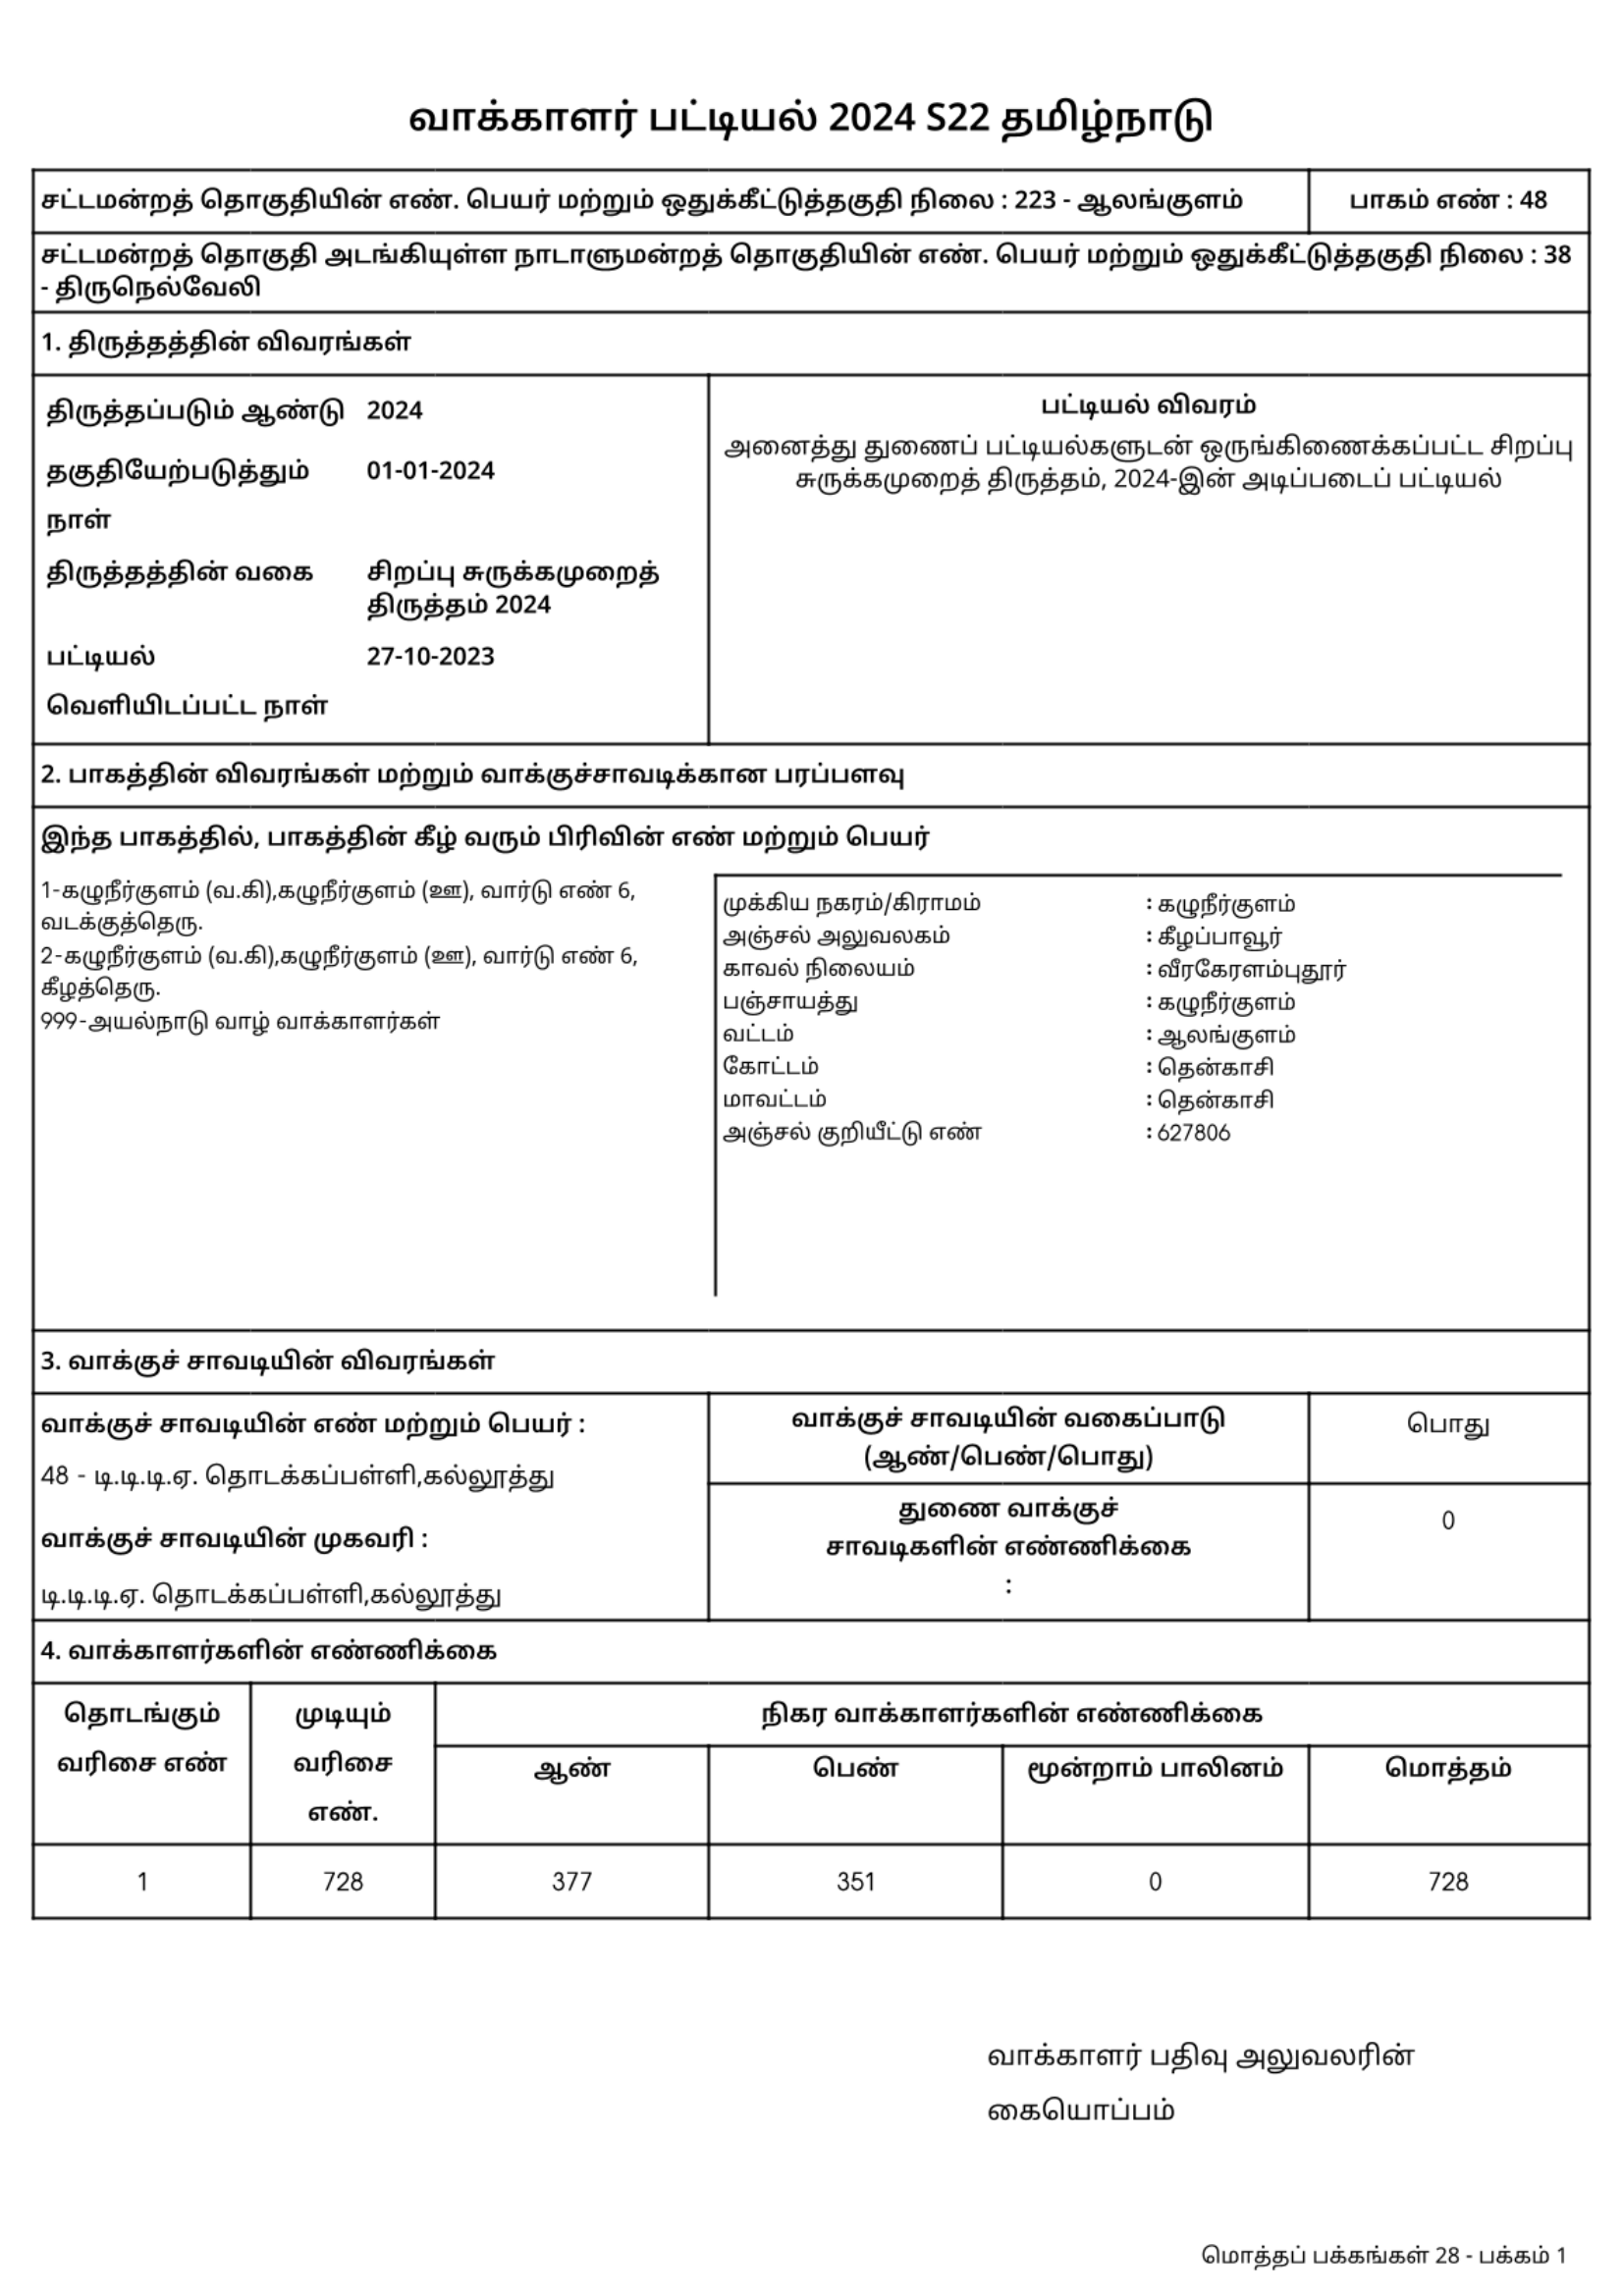 வாக்காளர் பட்டியல் 2024 S22 தமிழ்நாடு
சட்டமன்றத் தொகுதியின் எண். பெயர் மற்றும் ஒதுக்கீட்டுத்தகுதி நிலை : 223 - ஆலங்குளம்
பாகம் எண் : 48
சட்டமன்றத் தொகுதி அடங்கியுள்ள நாடாளுமன்றத் தொகுதியின் எண். பெயர் மற்றும் ஒதுக்கீட்டுத்தகுதி நிலை : 38
- திருநெல்வேலி
1. திருத்தத்தின் விவரங்கள்
திருத்தப்படும் ஆண்டு 2024
தகுதியேற்படுத்தும் 01-01-2024
நாள்
திருத்தத்தின் வகை சிறப்பு சுருக்கமுறைத்
திருத்தம் 2024
பட்டியல் 27-10-2023
வெளியிடப்பட்ட நாள்
பட்டியல் விவரம்
அனைத்து துணைப் பட்டியல்களுடன் ஒருங்கிணைக்கப்பட்ட சிறப்பு
சுருக்கமுறைத் திருத்தம், 2024-இன் அடிப்படைப் பட்டியல்
2. பாகத்தின் விவரங்கள் மற்றும் வாக்குச்சாவடிக்கான பரப்பளவு
இந்த பாகத்தில், பாகத்தின் கீழ் வரும் பிரிவின் எண் மற்றும் பெயர்
1-கழுநீர்குளம் (வ.கி),கழுநீர்குளம் (ஊ), வார்டு எண் 6,
வடக்குத்தெரு.
2-கழுநீர்குளம் (வ.கி),கழுநீர்குளம் (ஊ), வார்டு எண் 6,
கீழத்தெரு.
999-அயல்நாடு வாழ் வாக்காளர்கள்
முக்கிய நகரம்/கிராமம் : கழுநீர்குளம்
அஞ்சல் அலுவலகம் : கீழப்பாவூர்
காவல் நிலையம் : வீரகேரளம்புதூர்
பஞ்சாயத்து : கழுநீர்குளம்
வட்டம் : ஆலங்குளம்
கோட்டம் : தென்காசி
மாவட்டம் : தென்காசி
அஞ்சல் குறியீட்டு எண் : 627806
3. வாக்குச் சாவடியின் விவரங்கள்
வாக்குச் சாவடியின் எண் மற்றும் பெயர் :
48 - டி.டி.டி.ஏ. தொடக்கப்பள்ளி,கல்லூத்து
வாக்குச் சாவடியின் முகவரி :
டி.டி.டி.ஏ. தொடக்கப்பள்ளி,கல்லூத்து
வாக்குச் சாவடியின் வகைப்பாடு
(ஆண்/பெண்/பொது)
பொது
துணை வாக்குச்
சாவடிகளின் எண்ணிக்கை
:
0
4. வாக்காளர்களின் எண்ணிக்கை
தொடங்கும்
வரிசை எண்
முடியும்
வரிசை
எண்.
நிகர வாக்காளர்களின் எண்ணிக்கை
ஆண் பெண் மூன்றாம் பாலினம் மொத்தம்
1 728 377 351 0 728
வாக்காளர் பதிவு அலுவலரின்
கையொப்பம்
மொத்தப் பக்கங்கள் 28 - பக்கம் 1